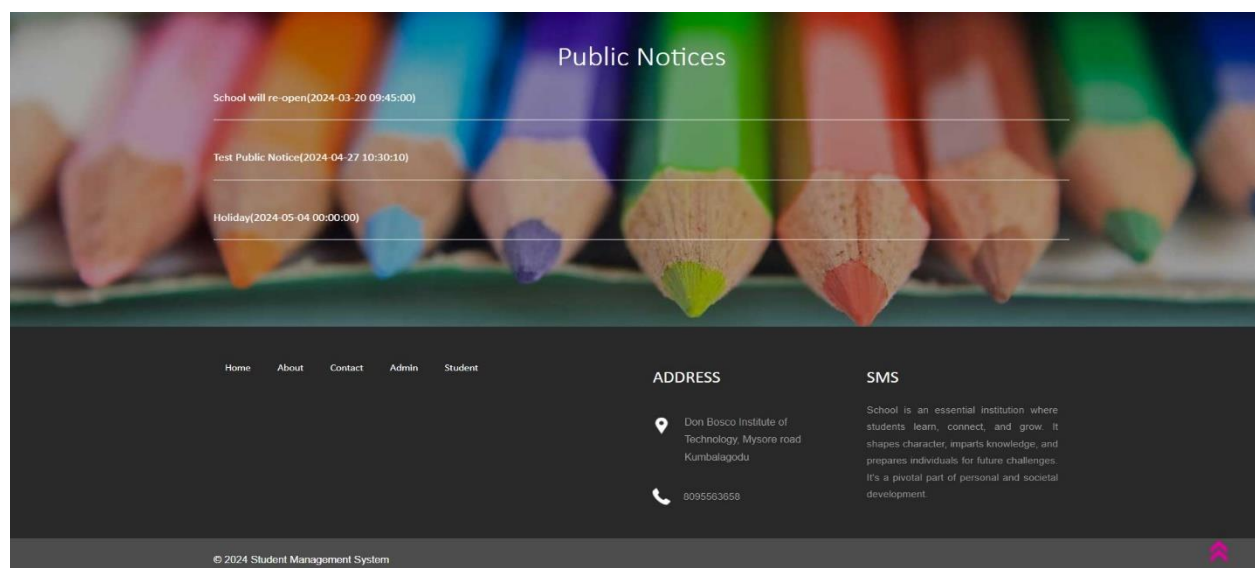 Public Notices
School will re-open(2024-03-20 09:45:00)
Test Public Notice(2024-04-27 10:30:10)
Holiday(2024-05-04 00:00:00)
Home About Contact Admin Student
ADDRESS
Don Bosco Institute of
Technology, Mysore road
Kumbalagodu
8095563658
SMS
School is an essential institution where
students learn, connect, and grow. It
shapes character, imparts knowledge, and
prepares individuals for future challenges.
It's a pivotal part of personal and societal
development.
© 2024 Student Management System